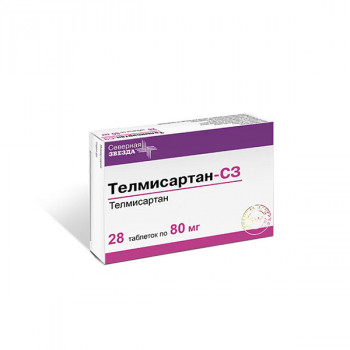 Северная
ЗВЕЗДА
Телмисартан-СЗ
Телмисартан
28 таблеток по 80 мг